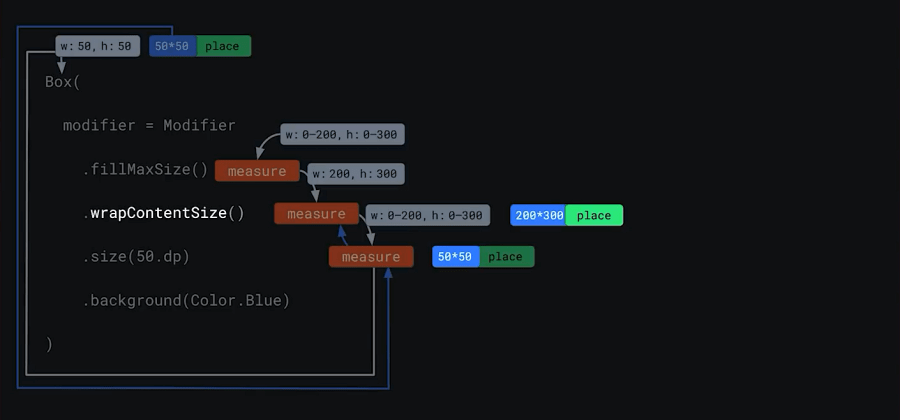 w: 50, h: 50 50*50 place
Box(
modifier = Modifier
w: 0–200, h: 0–300
.fillMaxSize() measure w: 200, h: 300
.wrapContentSize() measure w: 0–200, h: 0–300 200*300 place
.size(50.dp) measure 50*50 place
.background(Color.Blue)
)